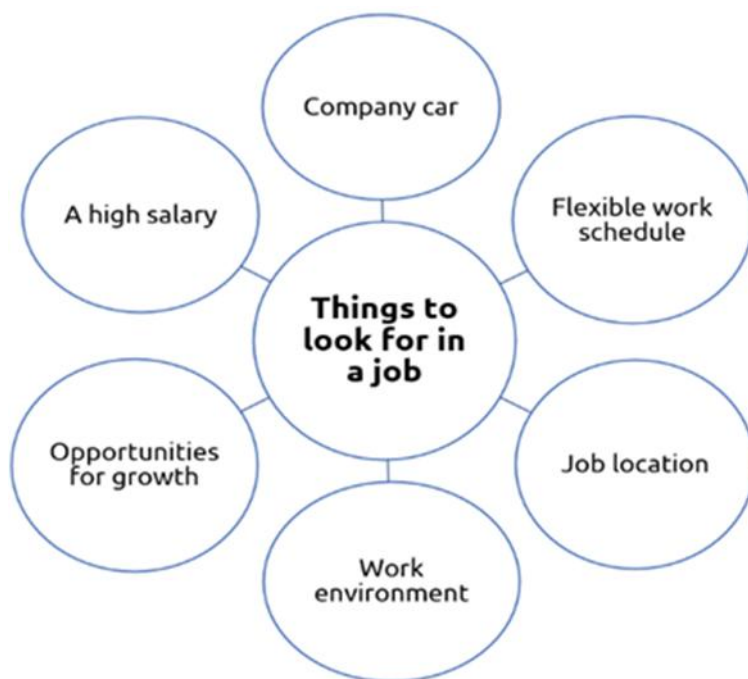 Company car
A high salary
Flexible work
schedule
Things to
look for in
a job
Opportunities
for growth
Job location
Work
environment